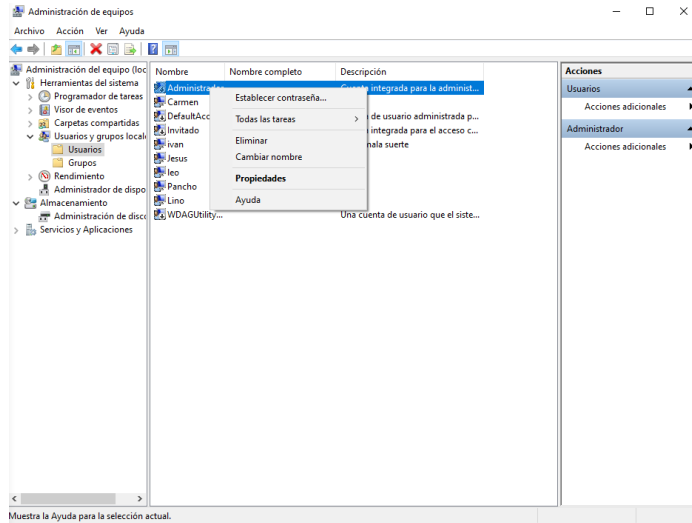 Administración de equipos
Archivo Acción Ver Ayuda
Administración del equipo (loc
Herramientas del sistema
Programador de tareas
Visor de eventos
Carpetas compartidas
Usuarios y grupos locale
Usuarios
Grupos
Rendimiento
Administrador de dispo
Almacenamiento
Administración de disco
Servicios y Aplicaciones
Nombre Nombre completo Descripción
Administrador Cuenta integrada para la administ...
Carmen
DefaultAcc de usuario administrada p...
Invitado integrada para el acceso c...
ivan mala suerte
Jesus
leo
Pancho
Lino
WDAGUtility... Una cuenta de usuario que el siste...
Establecer contraseña...
Todas las tareas
Eliminar
Cambiar nombre
Propiedades
Ayuda
Acciones
Usuarios
Acciones adicionales
Administrador
Acciones adicionales
Muestra la Ayuda para la selección actual.